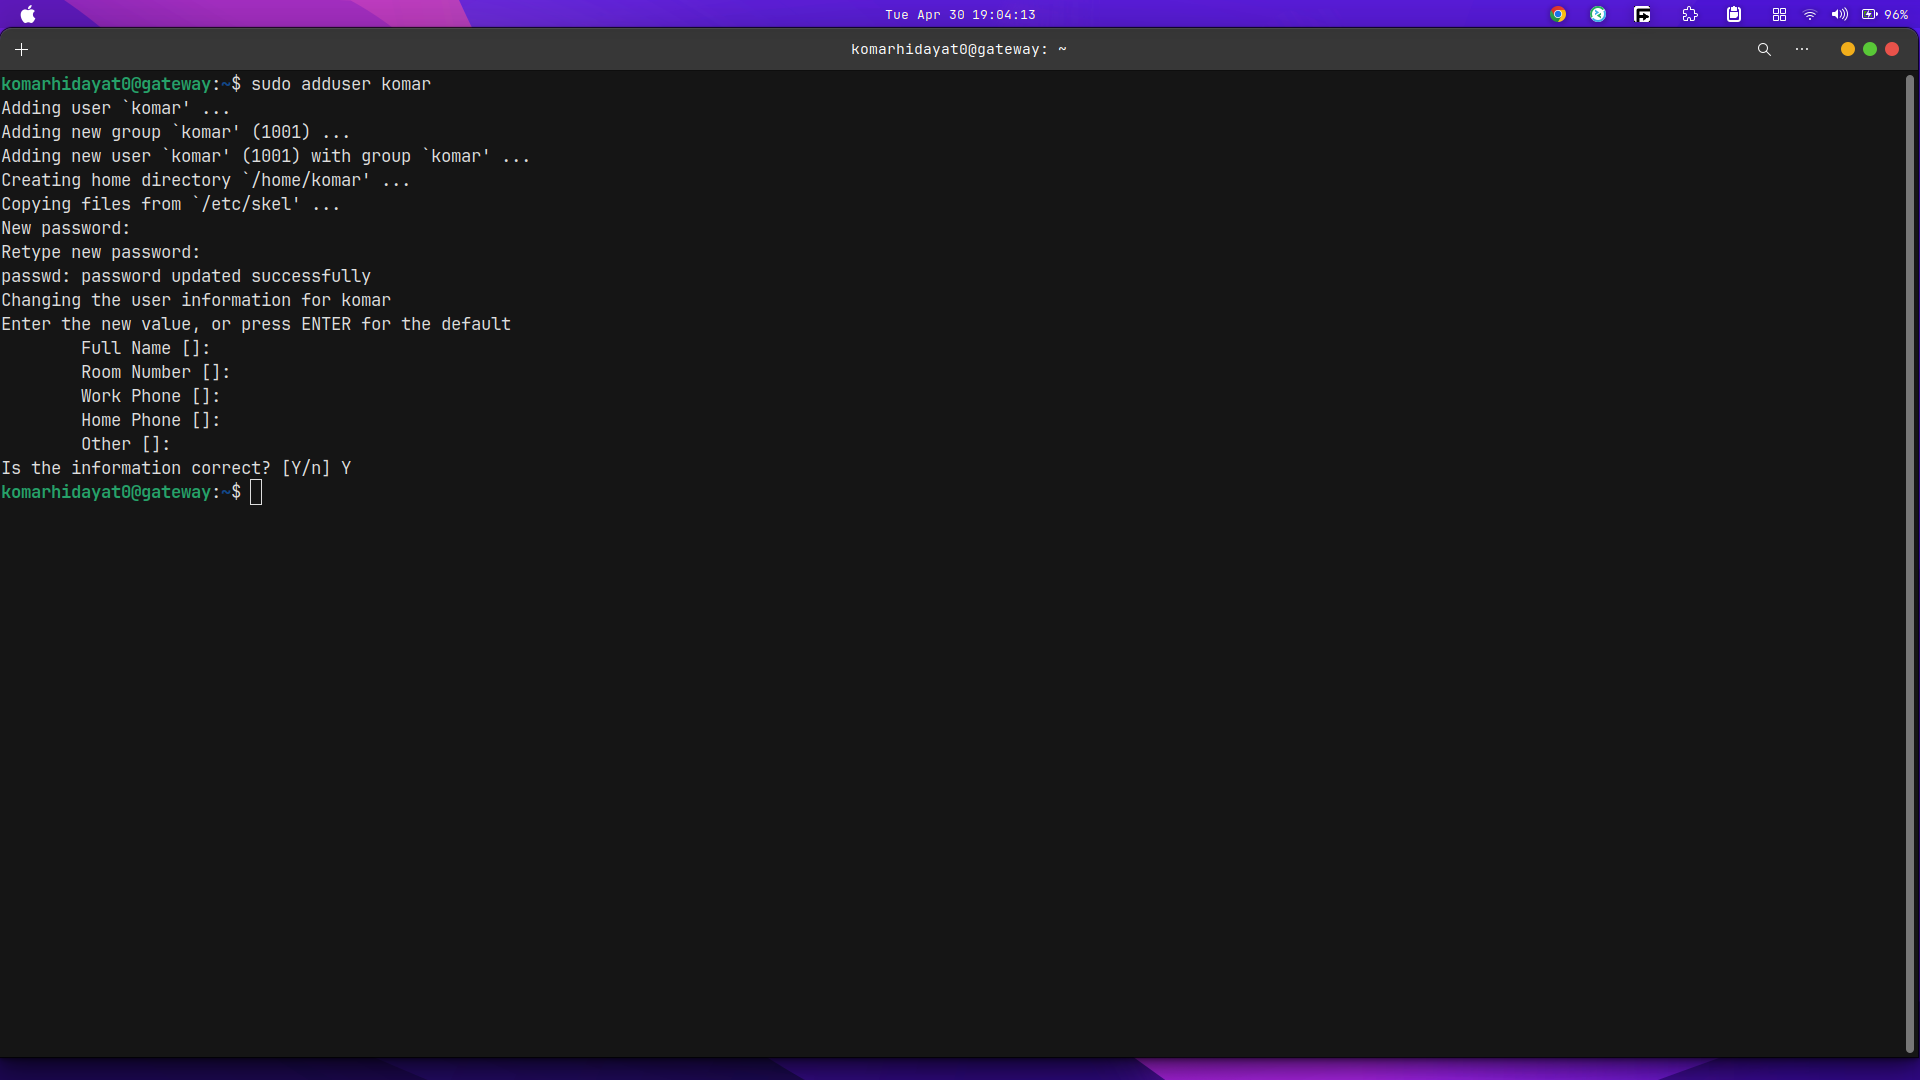 Tue Apr 30 19:04:13
96%
komarhidayat0@gateway: ~
komarhidayat0@gateway:~$ sudo adduser komar
Adding user `komar' ...
Adding new group `komar' (1001) ...
Adding new user `komar' (1001) with group `komar' ...
Creating home directory `/home/komar' ...
Copying files from `/etc/skel' ...
New password:
Retype new password:
passwd: password updated successfully
Changing the user information for komar
Enter the new value, or press ENTER for the default
Full Name []:
Room Number []:
Work Phone []:
Home Phone []:
Other []:
Is the information correct? [Y/n] Y
komarhidayat0@gateway:~$